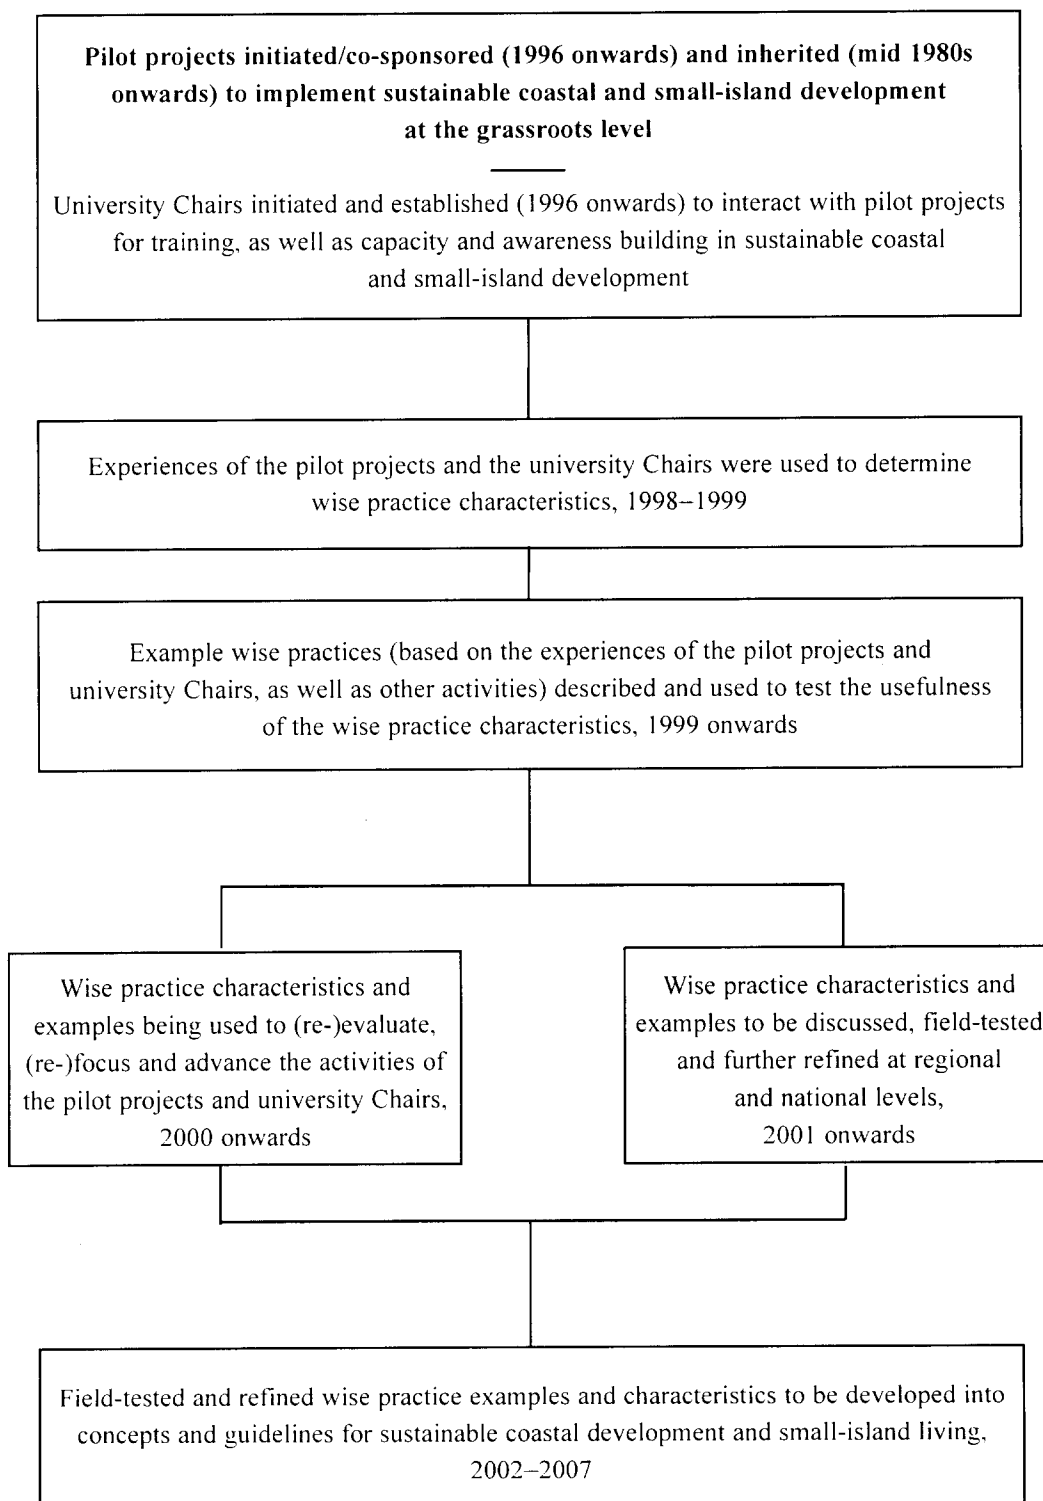 Pilot projects initiated/co-sponsored (1996 onwards) and inherited (mid 1980s
onwards) to implement sustainable coastal and small-island development
at the grassroots level
University Chairs initiated and established (1996 onwards) to interact with pilot projects
for training, as well as capacity and awareness building in sustainable coastal
and small-island development
Experiences of the pilot projects and the university Chairs were used to determine
wise practice characteristics, 1998–1999
Example wise practices (based on the experiences of the pilot projects and
university Chairs, as well as other activities) described and used to test the usefulness
of the wise practice characteristics, 1999 onwards
Wise practice characteristics and
examples being used to (re-)evaluate,
(re-)focus and advance the activities of
the pilot projects and university Chairs,
2000 onwards
Wise practice characteristics and
examples to be discussed, field-tested
and further refined at regional
and national levels,
2001 onwards
Field-tested and refined wise practice examples and characteristics to be developed into
concepts and guidelines for sustainable coastal development and small-island living,
2002–2007